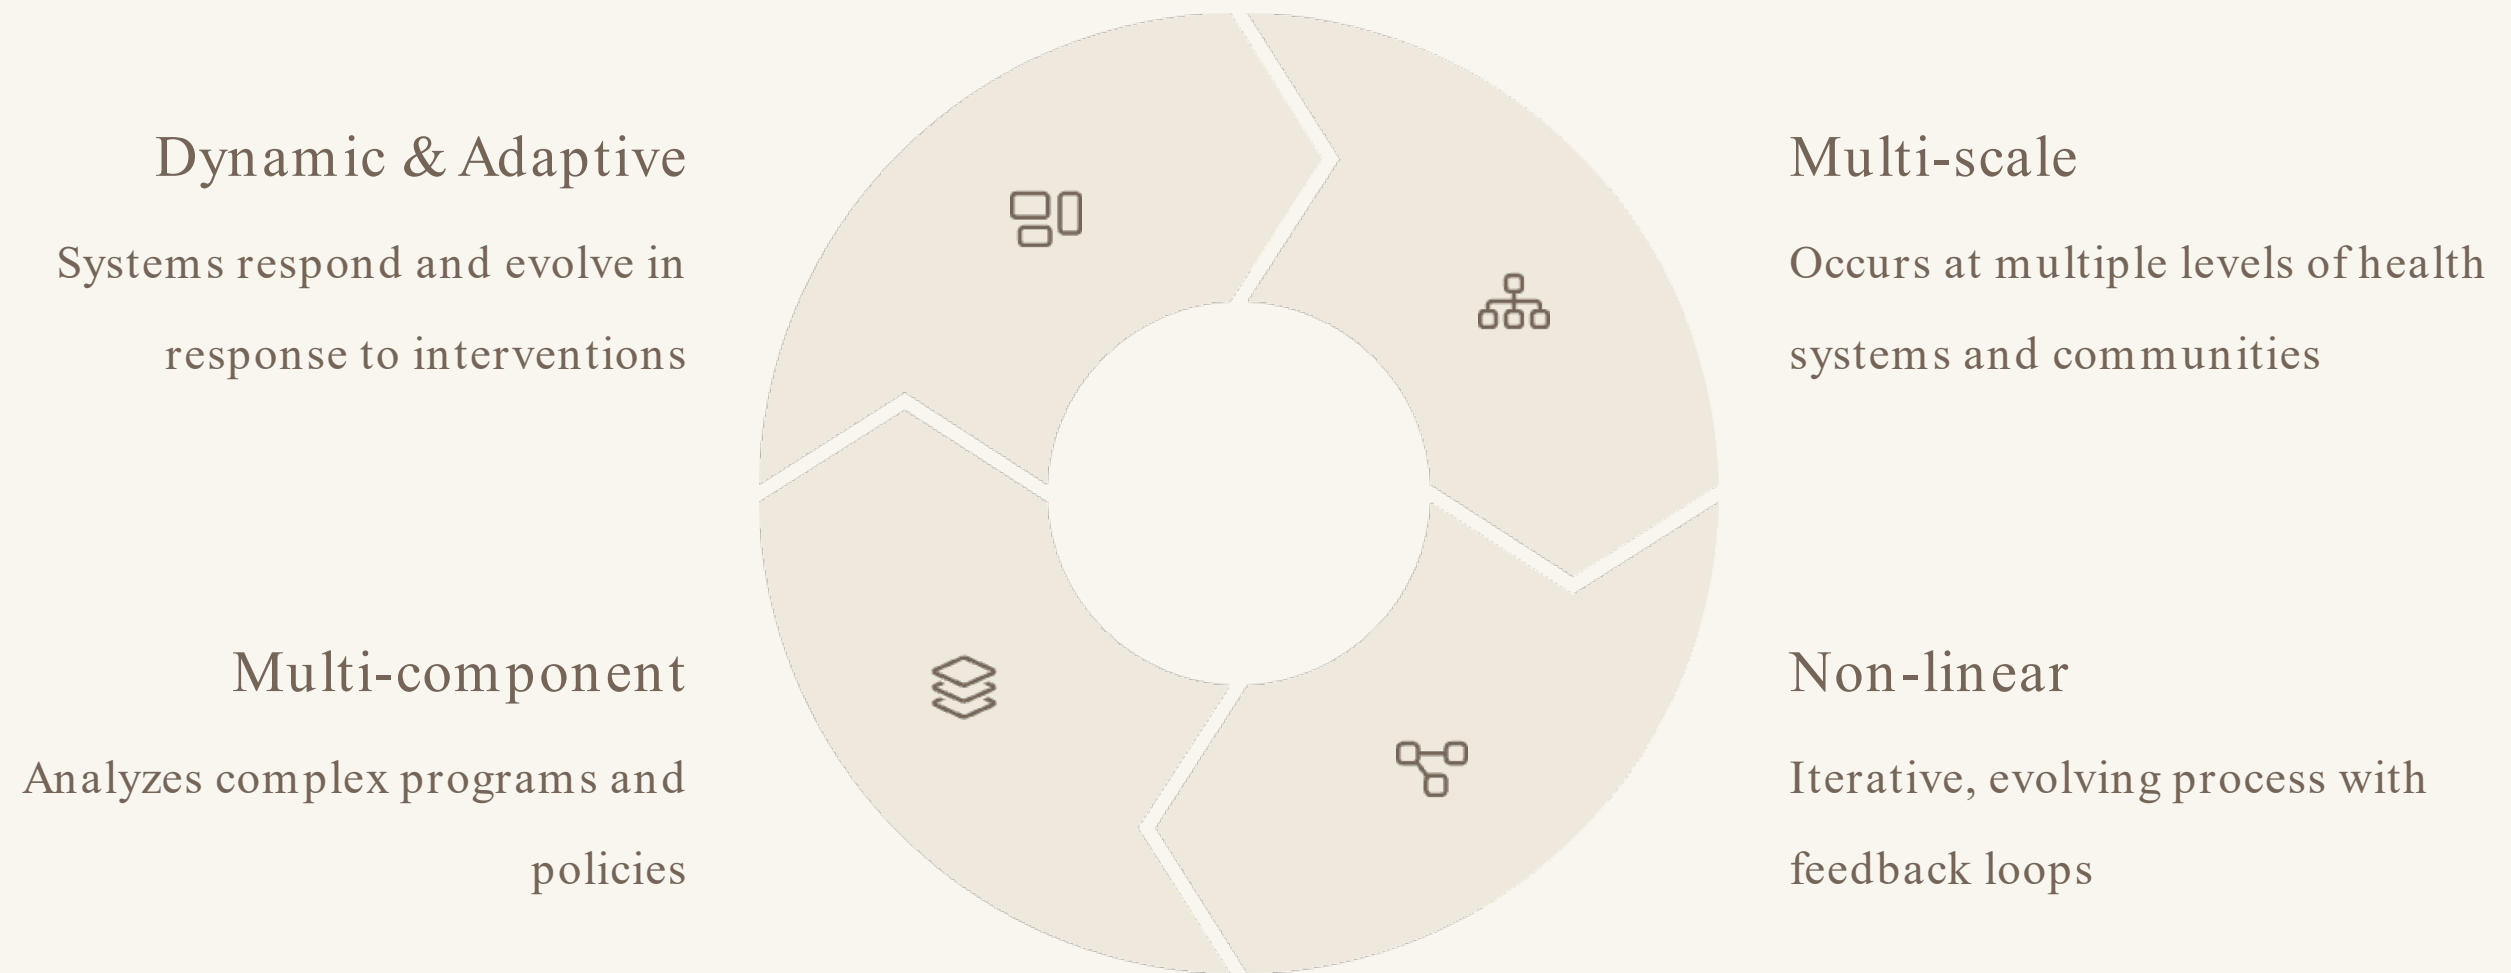 Dynamic & Adaptive
Systems respond and evolve in
response to interventions
Multi-scale
Occurs at multiple levels of health
systems and communities
Multi-component
Analyzes complex programs and
policies
Non-linear
Iterative, evolving process with
feedback loops